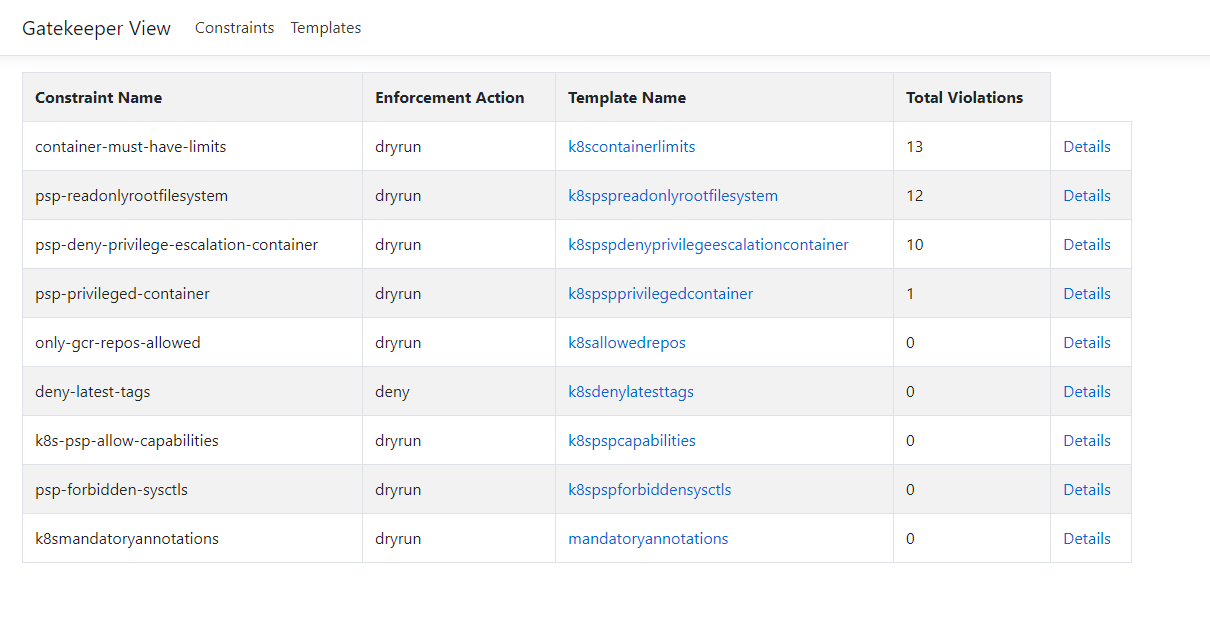 Gatekeeper View Constraints Templates
Constraint Name Enforcement Action Template Name Total Violations
container-must-have-limits dryrun k8scontainerlimits 13 Details
psp-readonlyrootfilesystem dryrun k8spspreadonlyrootfilesystem 12 Details
psp-deny-privilege-escalation-container dryrun k8spspdenyprivilegeescalationcontainer 10 Details
psp-privileged-container dryrun k8spspprivilegedcontainer 1 Details
only-gcr-repos-allowed dryrun k8sallowedrepos 0 Details
deny-latest-tags deny k8sdenylatesttags 0 Details
k8s-psp-allow-capabilities dryrun k8spspcapabilities 0 Details
psp-forbidden-sysctls dryrun k8spspforbiddensysctls 0 Details
k8smandatoryannotations dryrun mandatoryannotations 0 Details